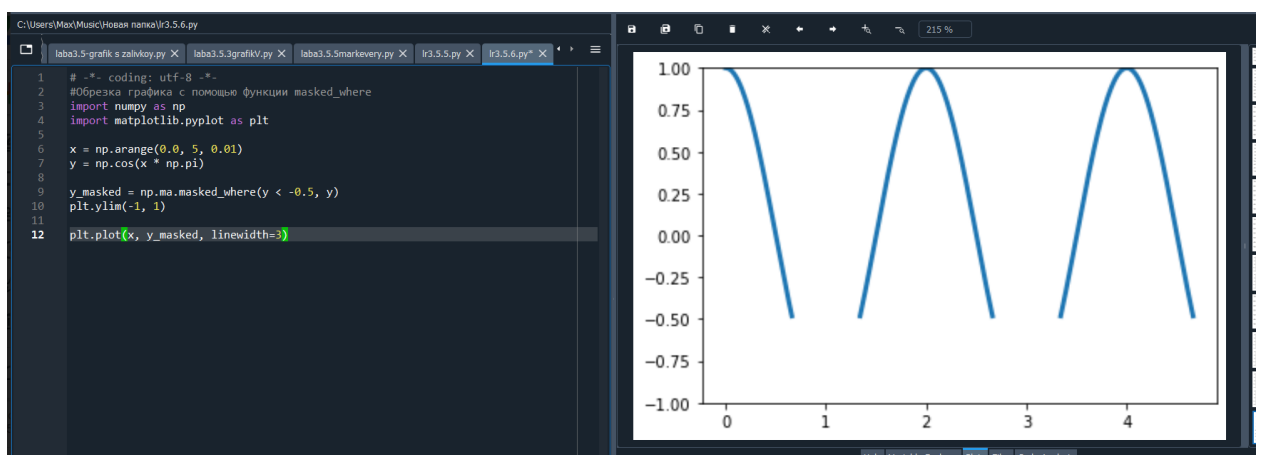 C:\Users\Max\Music\Новая папка\lr3.5.6.py
laba3.5-grafik s zalivkoy.py X laba3.5.3grafikV.py X laba3.5.5markevery.py X lr3.5.5.py X lr3.5.6.py* X
1 # -*- coding: utf-8 -*-
2 #Обрезка графика с помощью функции masked_where
3 import numpy as np
4 import matplotlib.pyplot as plt
5
6 x = np.arange(0.0, 5, 0.01)
7 y = np.cos(x * np.pi)
8
9 y_masked = np.ma.masked_where(y < -0.5, y)
10 plt.ylim(-1, 1)
11
12 plt.plot(x, y_masked, linewidth=3)
215 %
1.00
0.75
0.50
0.25
0.00
−0.25
−0.50
−0.75
−1.00
0 1 2 3 4